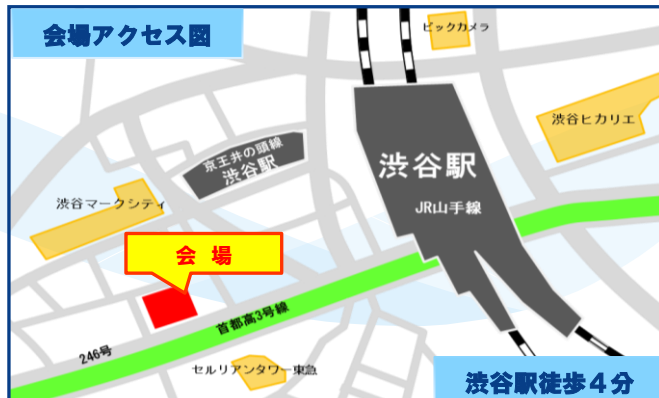 会場アクセス図
ビックカメラ
渋谷ヒカリエ
京王井の頭線
渋谷駅
渋谷駅
JR山手線
渋谷マークシティ
会 場
首都高3号線
246号
セルリアンタワー東急
渋谷駅徒歩４分